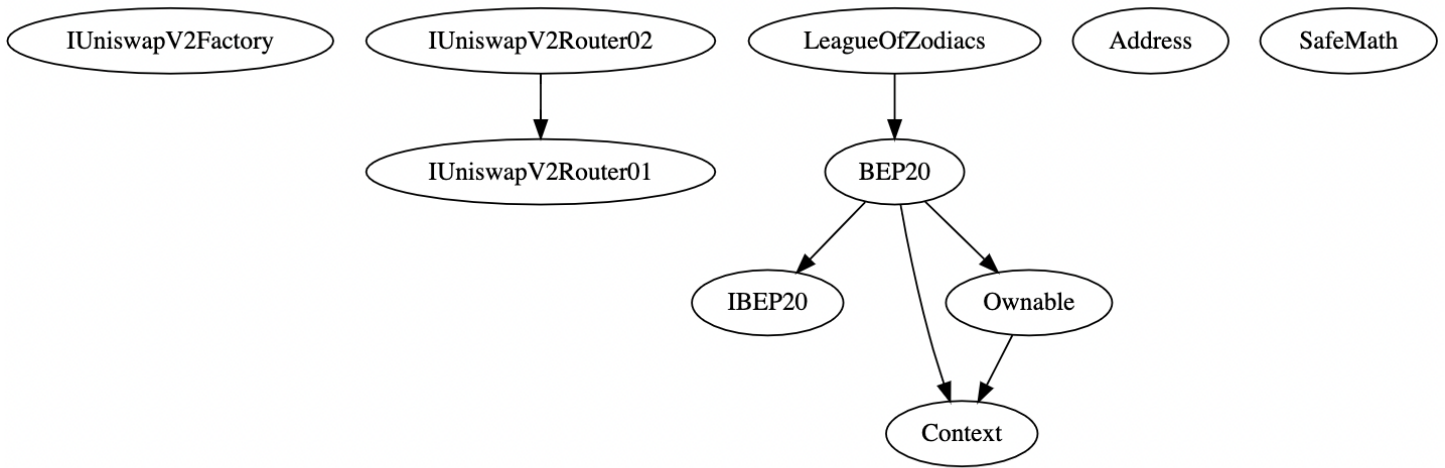 IUniswapV2Factory
IUniswapV2Router02
LeagueOfZodiacs
Address
SafeMath
IUniswapV2Router01
BEP20
IBEP20
Ownable
Context